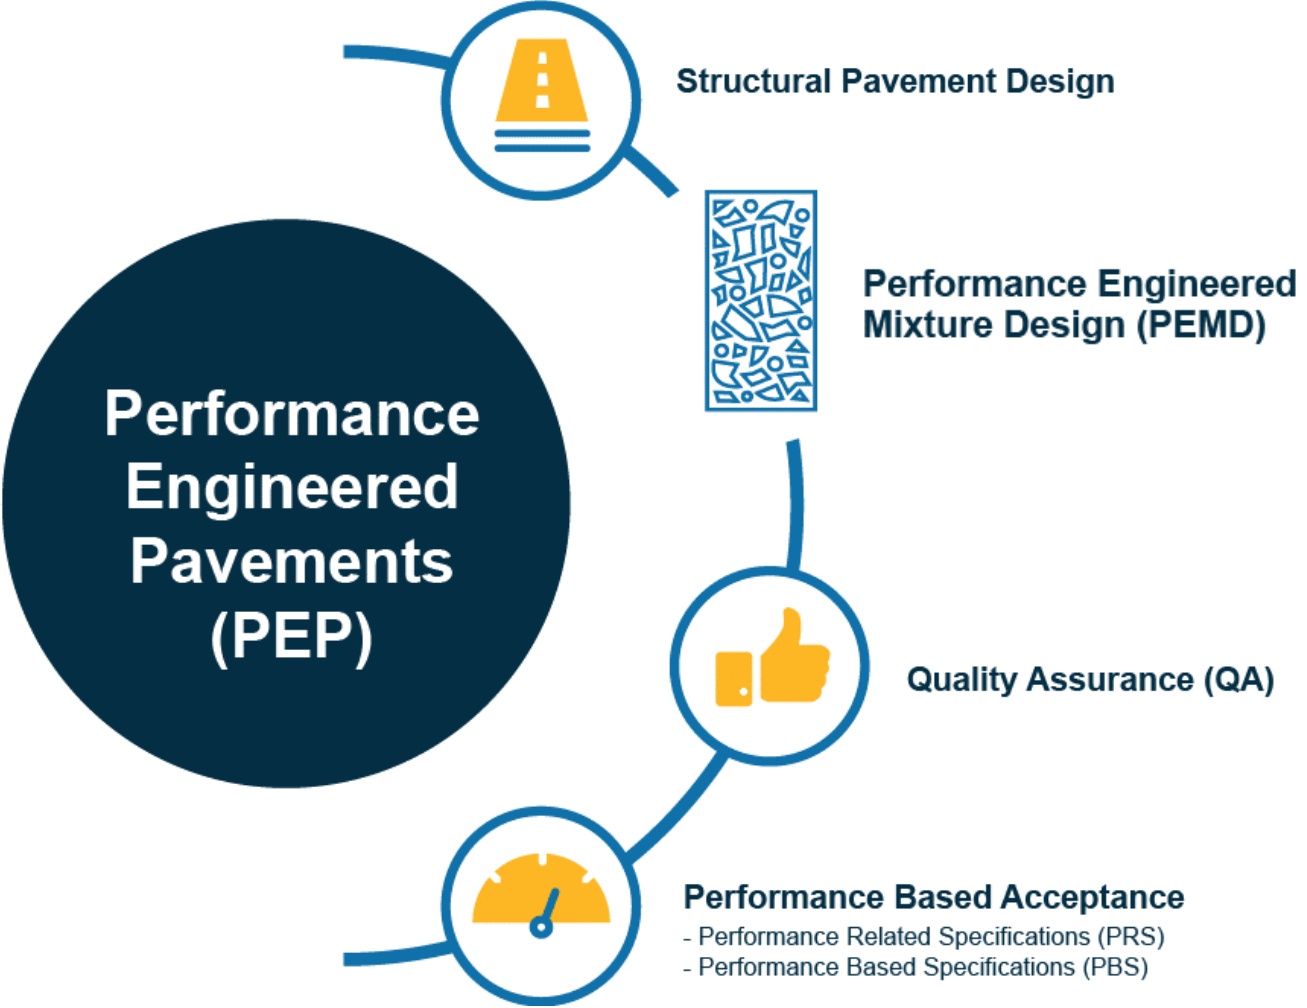 Structural Pavement Design
Performance Engineered
Mixture Design (PEMD)
Performance
Engineered
Pavements
(PEP)
Quality Assurance (QA)
Performance Based Acceptance
- Performance Related Specifications (PRS)
- Performance Based Specifications (PBS)